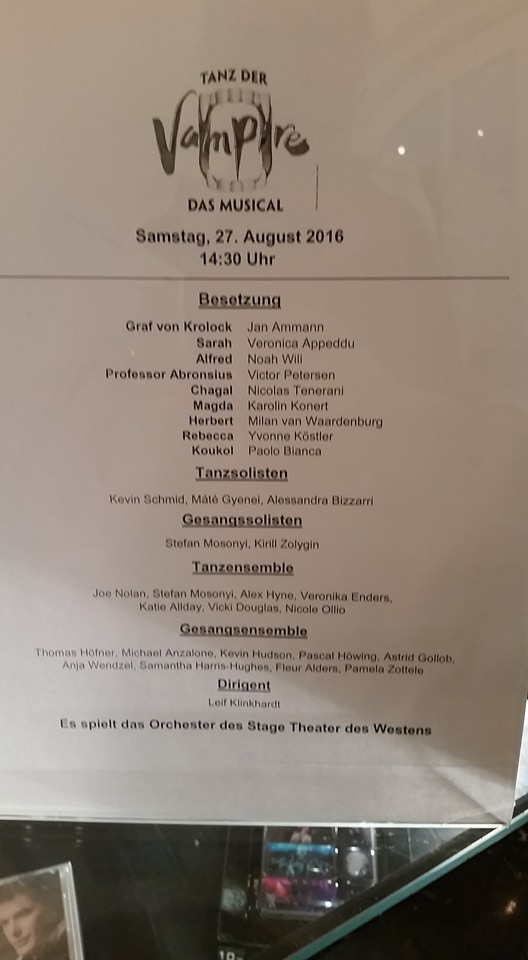 TANZ DER
Vampire
DAS MUSICAL
Samstag, 27. August 2016
14:30 Uhr
Besetzung
Graf von Krolock Jan Ammann
Sarah Veronica Appeddu
Alfred Noah Wili
Professor Abronsius Victor Petersen
Chagal Nicolas Tenerani
Magda Karolin Konert
Herbert Milan van Waardenburg
Rebecca Yvonne Köstler
Koukol Paolo Bianca
Tanzsolisten
Kevin Schmid, Máté Gyenei, Alessandra Bizzarri
Gesangssolisten
Stefan Mosonyi, Kirill Zolygin
Tanzensemble
Joe Nolan, Stefan Mosonyi, Alex Hyne, Veronika Enders,
Katie Allday, Vicki Douglas, Nicole Ollio
Gesangsensemble
Thomas Höfner, Michael Anzalone, Kevin Hudson, Pascal Höwing, Astrid Gollob,
Anja Wendzel, Samantha Harris-Hughes, Fleur Alders, Pamela Zottele
Dirigent
Leif Klinkhardt
Es spielt das Orchester des Stage Theater des Westens